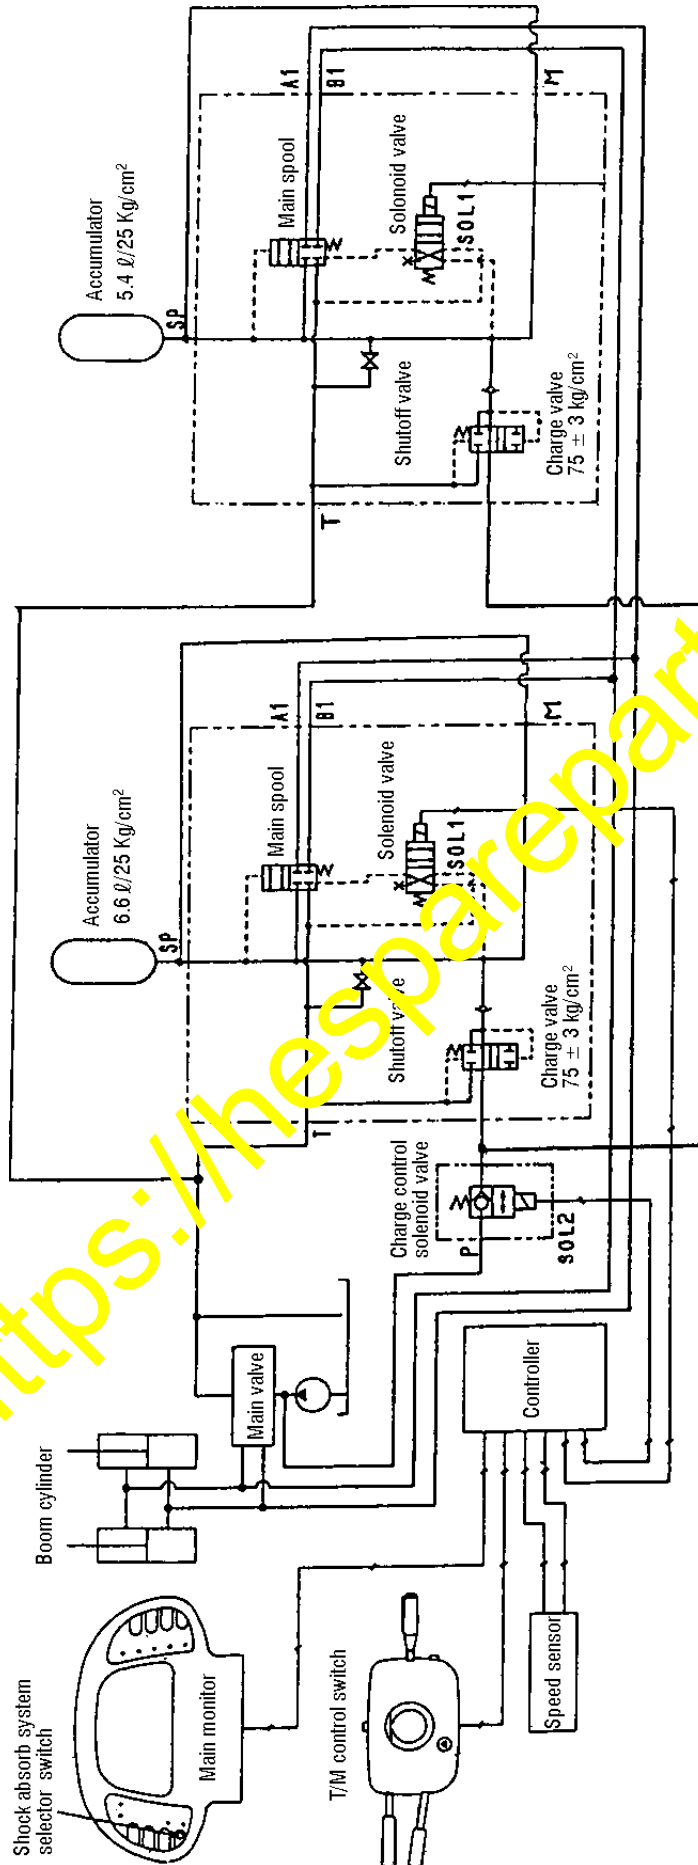 Shock absorb system
selector switch
Main monitor
T/M control switch
Speed sensor
Controller
Boom cylinder
Main valve
Charge control
solenoid valve
P
SOL2
Accumulator
6.6 ℓ/25 Kg/cm²
SP
T
Shutoff valve
Charge valve
75 ± 3 kg/cm²
Main spool
Solenoid valve
SOL1
A1
B1
M
Accumulator
5.4 ℓ/25 Kg/cm²
SP
T
Shutoff valve
Charge valve
75 ± 3 kg/cm²
Main spool
Solonoid valve
SOL1
A1
B1
M
ttps://hesparepart